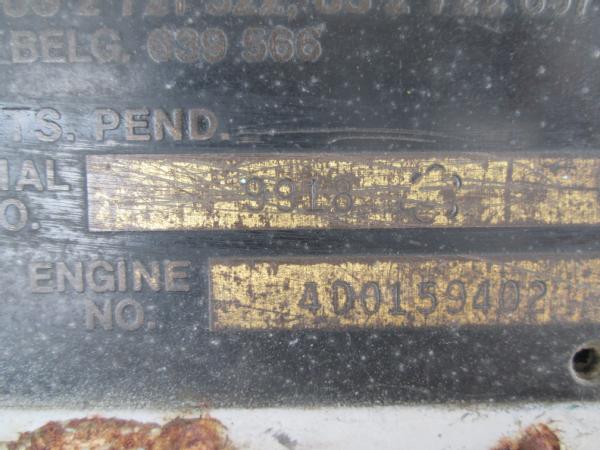 BELG. 639 566
TS. PEND.
IAL 9918
O.
ENGINE 4D0159402
NO.